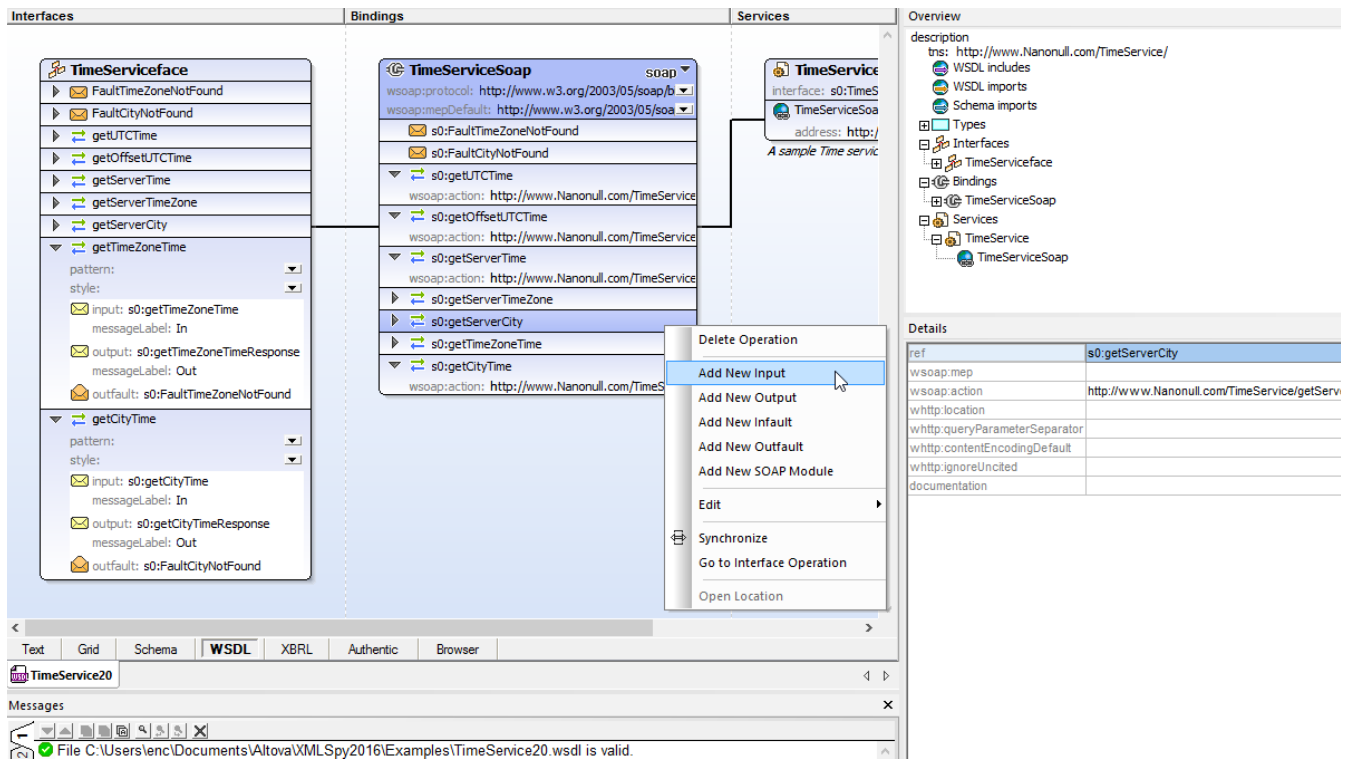 Interfaces
Bindings
Services
TimeServiceface
FaultTimeZoneNotFound
FaultCityNotFound
getUTCTime
getOffsetUTCTime
getServerTime
getServerTimeZone
getServerCity
getTimeZoneTime
pattern:
style:
input: s0:getTimeZoneTime
messageLabel: In
output: s0:getTimeZoneTimeResponse
messageLabel: Out
outfault: s0:FaultTimeZoneNotFound
getCityTime
pattern:
style:
input: s0:getCityTime
messageLabel: In
output: s0:getCityTimeResponse
messageLabel: Out
outfault: s0:FaultCityNotFound
TimeServiceSoap soap
wsoap:protocol: http://www.w3.org/2003/05/soap/b
wsoap:mepDefault: http://www.w3.org/2003/05/soa
s0:FaultTimeZoneNotFound
s0:FaultCityNotFound
s0:getUTCTime
wsoap:action: http://www.Nanonull.com/TimeService
s0:getOffsetUTCTime
wsoap:action: http://www.Nanonull.com/TimeService
s0:getServerTime
wsoap:action: http://www.Nanonull.com/TimeService
s0:getServerTimeZone
s0:getServerCity
s0:getTimeZoneTime
s0:getCityTime
wsoap:action: http://www.Nanonull.com/TimeS
TimeService
interface: s0:TimeS
TimeServiceSoa
address: http:/
A sample Time servic
Delete Operation
Add New Input
Add New Output
Add New Infault
Add New Outfault
Add New SOAP Module
Edit
Synchronize
Go to Interface Operation
Open Location
Text Grid Schema WSDL XBRL Authentic Browser
TimeService20
Messages
1
2
File C:\Users\enc\Documents\Altova\XMLSpy2016\Examples\TimeService20.wsdl is valid.
Overview
description
tns: http://www.Nanonull.com/TimeService/
WSDL includes
WSDL imports
Schema imports
Types
Interfaces
TimeServiceface
Bindings
TimeServiceSoap
Services
TimeService
TimeServiceSoap
Details
ref s0:getServerCity
wsoap:mep
wsoap:action http://www.Nanonull.com/TimeService/getServ
whttp:location
whttp:queryParameterSeparator
whttp:contentEncodingDefault
whttp:ignoreUncited
documentation